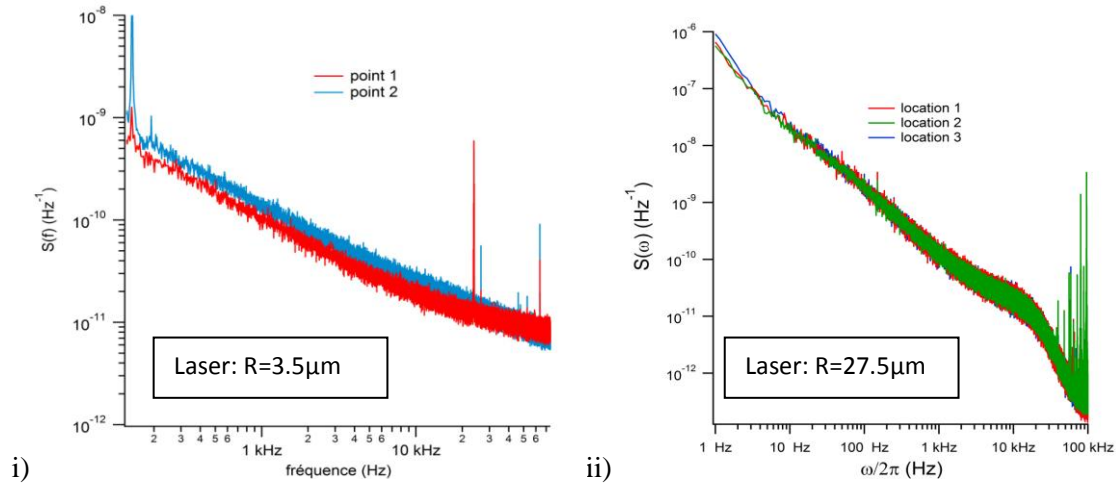 10⁻⁸
10⁻⁹
10⁻¹⁰
10⁻¹¹
10⁻¹²
S(f) (Hz⁻¹)
point 1
point 2
Laser: R=3.5µm
2 3 4 5 6 1 kHz 2 3 4 5 6 10 kHz 2 3 4 5 6
fréquence (Hz)
i)
10⁻⁶
10⁻⁷
10⁻⁸
10⁻⁹
10⁻¹⁰
10⁻¹¹
10⁻¹²
S(ω) (Hz⁻¹)
location 1
location 2
location 3
Laser: R=27.5µm
1 Hz 10 Hz 100 Hz 1 kHz 10 kHz 100 kHz
ω/2π (Hz)
ii)